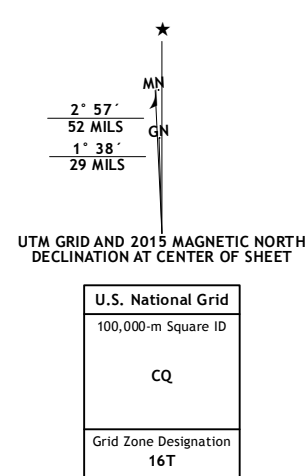 ★
MN
2° 57´
52 MILS
GN
1° 38´
29 MILS
UTM GRID AND 2015 MAGNETIC NORTH
DECLINATION AT CENTER OF SHEET
U.S. National Grid
100,000-m Square ID
CQ
Grid Zone Designation
16T